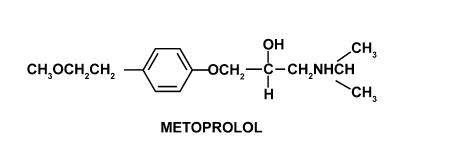 OH
CH₃
CH₃OCH₂CH₂ OCH₂ C CH₂NHCH
H
CH₃
METOPROLOL